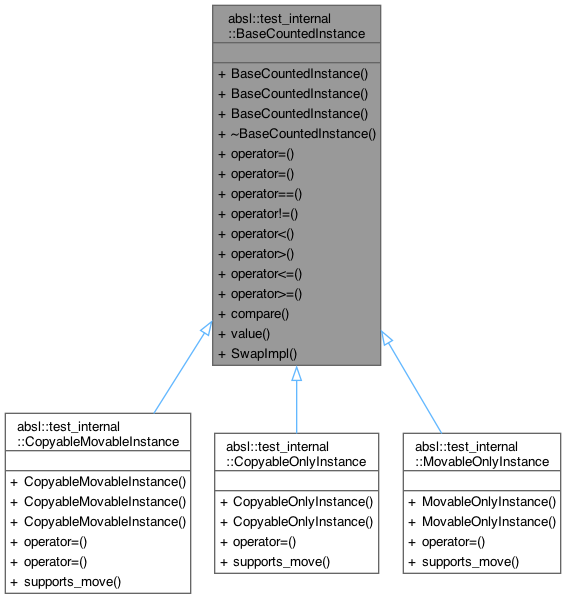 absl::test_internal
::BaseCountedInstance
+ BaseCountedInstance()
+ BaseCountedInstance()
+ BaseCountedInstance()
+ ~BaseCountedInstance()
+ operator=()
+ operator=()
+ operator==()
+ operator!=()
+ operator<()
+ operator>()
+ operator<=()
+ operator>=()
+ compare()
+ value()
+ SwapImpl()
absl::test_internal
::CopyableMovableInstance
+ CopyableMovableInstance()
+ CopyableMovableInstance()
+ CopyableMovableInstance()
+ operator=()
+ operator=()
+ supports_move()
absl::test_internal
::CopyableOnlyInstance
+ CopyableOnlyInstance()
+ CopyableOnlyInstance()
+ operator=()
+ supports_move()
absl::test_internal
::MovableOnlyInstance
+ MovableOnlyInstance()
+ MovableOnlyInstance()
+ operator=()
+ supports_move()